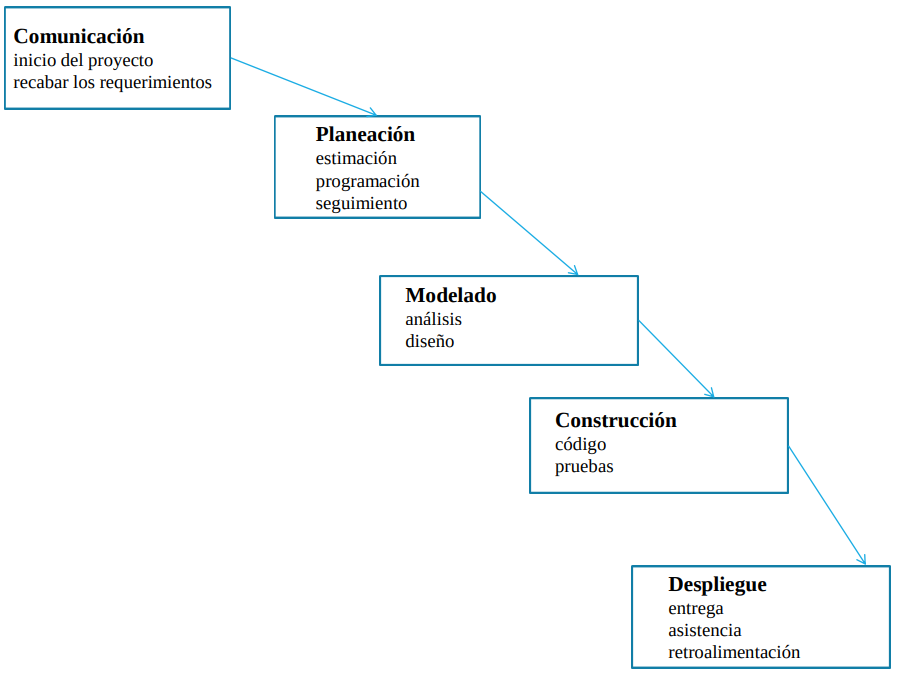 Comunicación
inicio del proyecto
recabar los requerimientos
Planeación
estimación
programación
seguimiento
Modelado
análisis
diseño
Construcción
código
pruebas
Despliegue
entrega
asistencia
retroalimentación